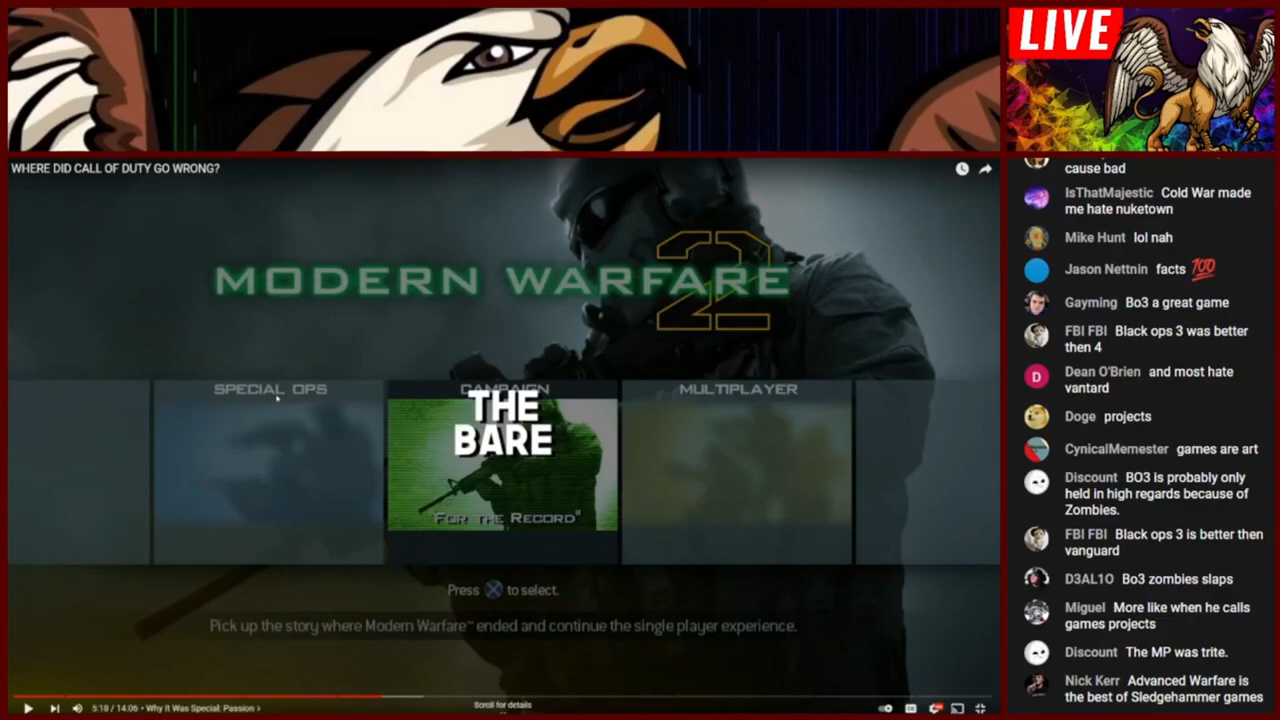 LIVE
WHERE DID CALL OF DUTY GO WRONG?
MODERN WARFARE
2
SPECIAL OPS
CAMPAIGN
MULTIPLAYER
THE
BARE
"FOR THE RECORD"
Press X to select.
Pick up the story where Modern Warfare™ ended and continue the single player experience.
5:18 / 14:06 • Why It Was Special: Passion >
Scroll for details
cause bad
IsThatMajestic Cold War made
me hate nuketown
Mike Hunt lol nah
Jason Nettnin facts 💯
Gayming Bo3 a great game
FBI FBI Black ops 3 was better
then 4
D
Dean O'Brien and most hate
vantard
Doge projects
CynicalMemester games are art
Discount BO3 is probably only
held in high regards because of
Zombies.
FBI FBI Black ops 3 is better then
vanguard
D3AL1O Bo3 zombies slaps
Miguel More like when he calls
games projects
Discount The MP was trite.
Nick Kerr Advanced Warfare is
the best of Sledgehammer games